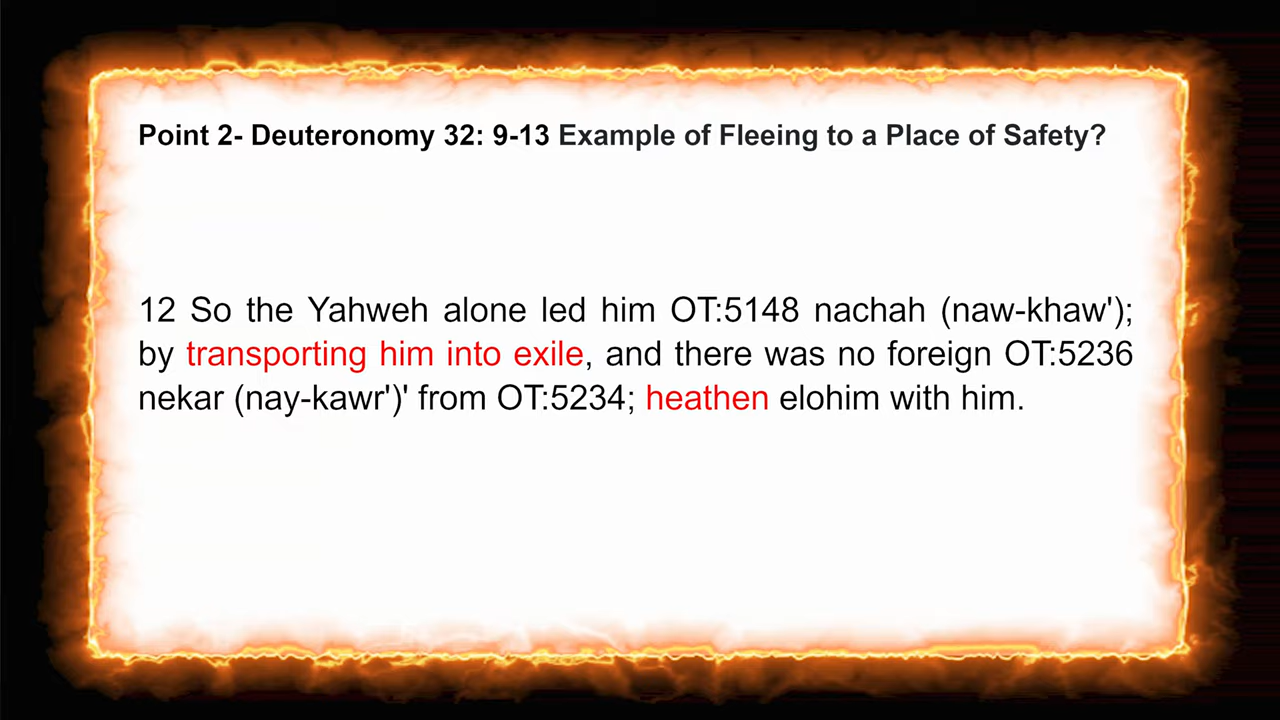 Point 2- Deuteronomy 32: 9-13 Example of Fleeing to a Place of Safety?
12 So the Yahweh alone led him OT:5148 nachah (naw-khaw');
by transporting him into exile, and there was no foreign OT:5236
nekar (nay-kawr')' from OT:5234; heathen elohim with him.